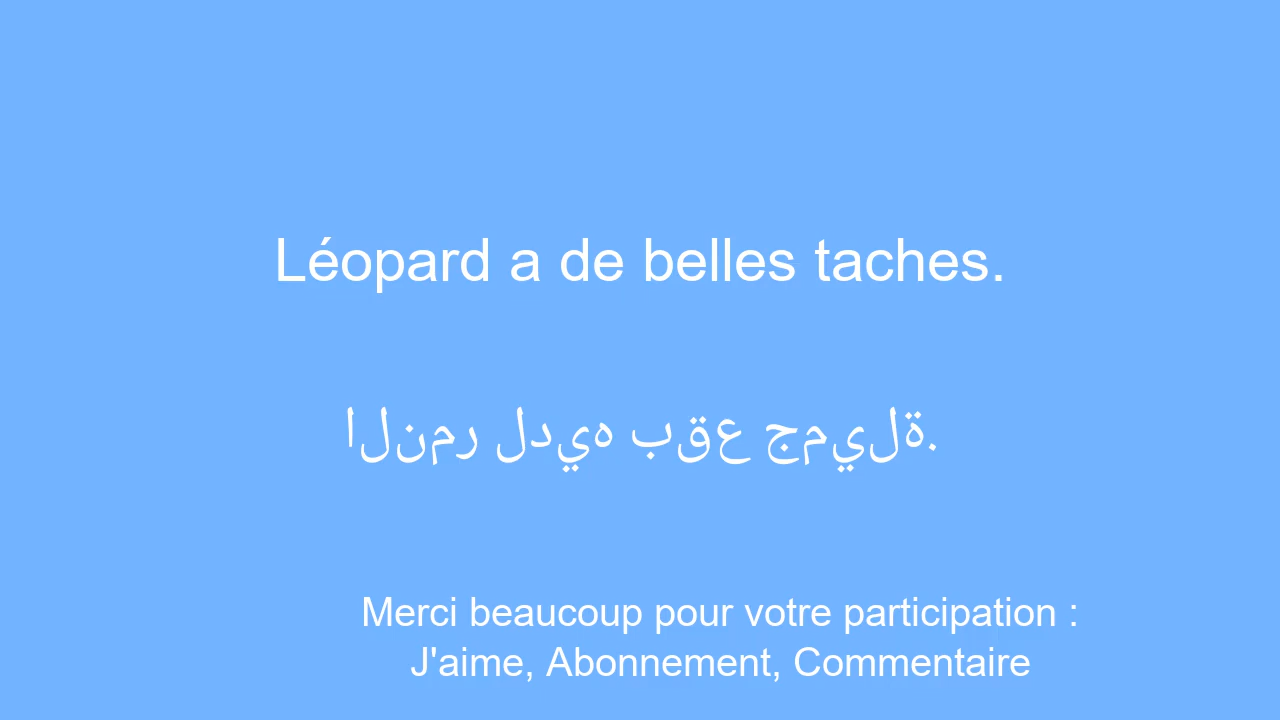 Léopard a de belles taches.
النمر لديه بقع جميلة.
Merci beaucoup pour votre participation :
J'aime, Abonnement, Commentaire